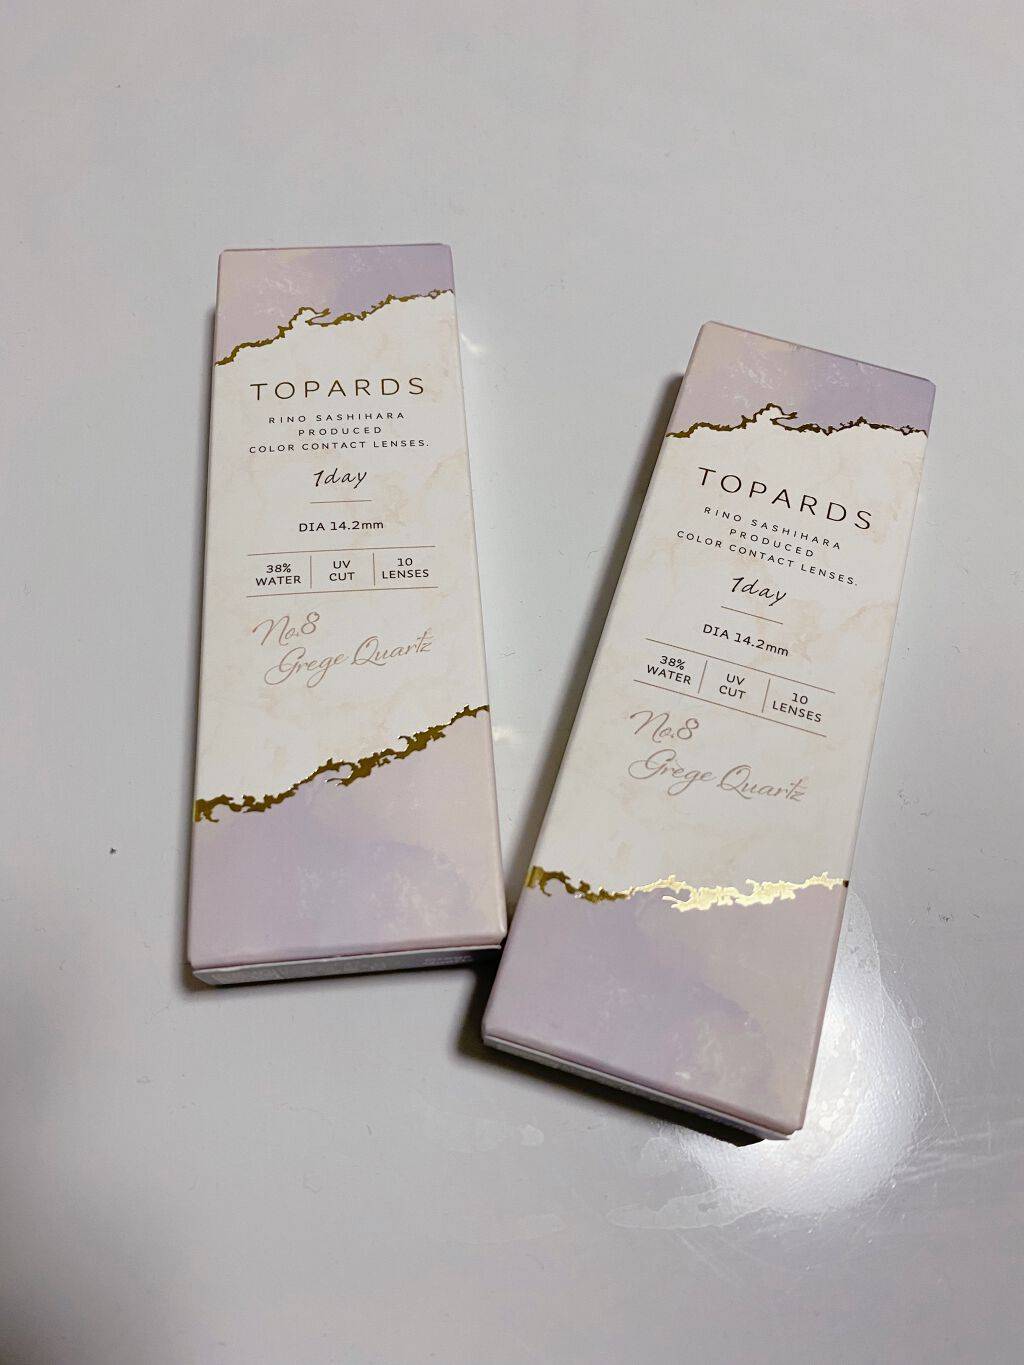 TOPARDS
RINO SASHIHARA
PRODUCED
COLOR CONTACT LENSES.
1day
DIA 14.2mm
38%
WATER
UV
CUT
10
LENSES
No.8
Grege Quartz
TOPARDS
RINO SASHIHARA
PRODUCED
COLOR CONTACT LENSES.
1day
DIA 14.2mm
38%
WATER
UV
CUT
10
LENSES
No.8
Grege Quartz